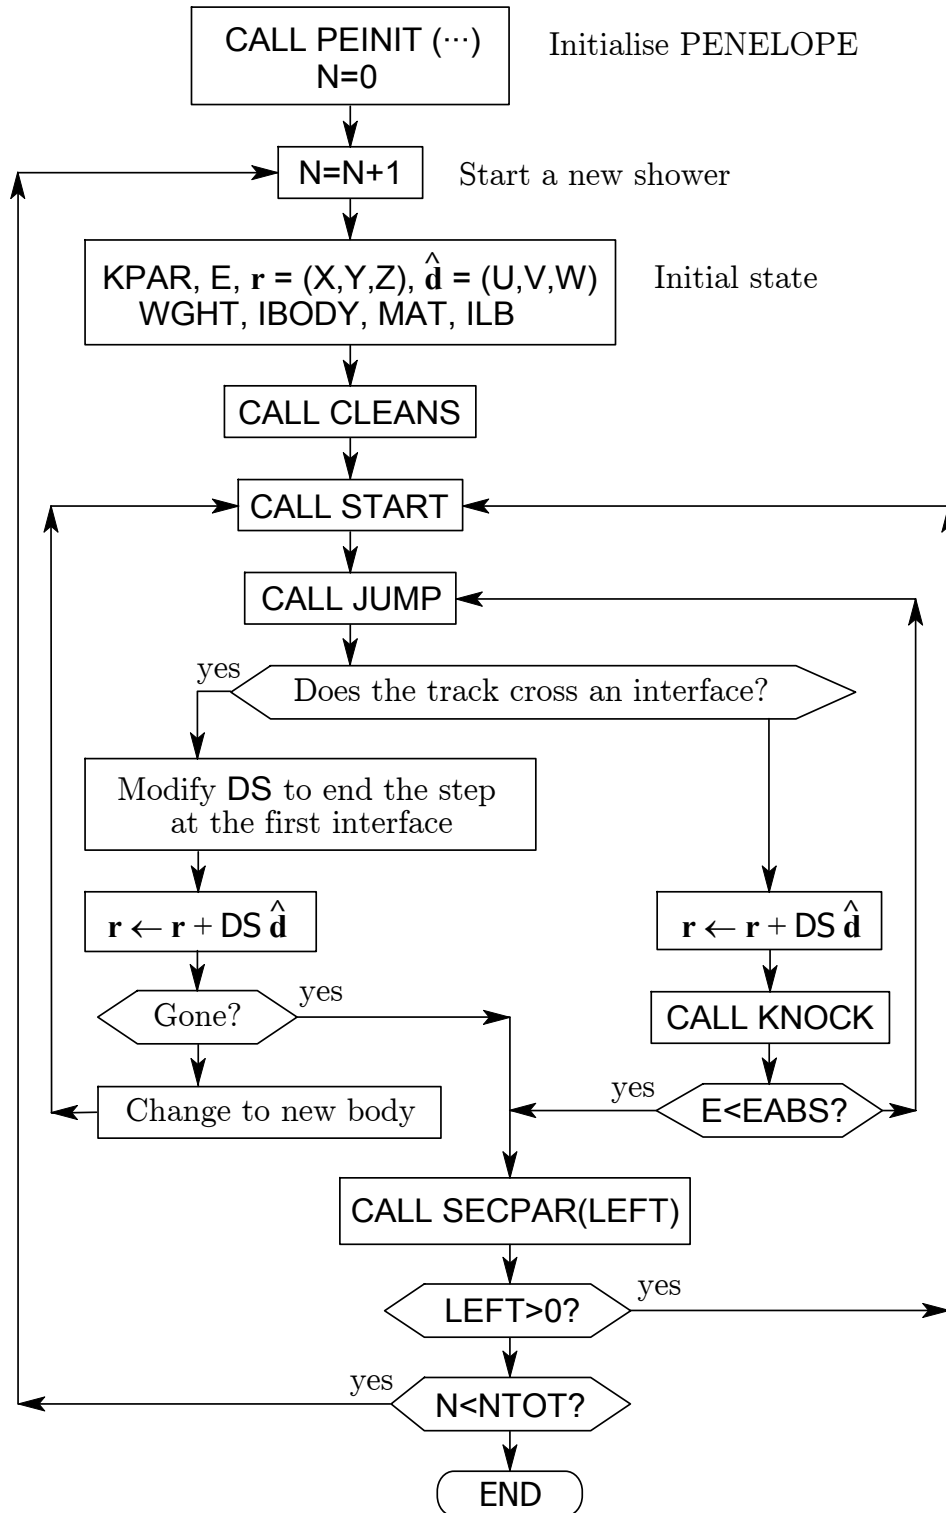 CALL PEINIT (···)
N=0
Initialise PENELOPE
N=N+1
Start a new shower
KPAR, E, r = (X,Y,Z), d̂ = (U,V,W)
WGHT, IBODY, MAT, ILB
Initial state
CALL CLEANS
CALL START
CALL JUMP
yes
Does the track cross an interface?
Modify DS to end the step
at the first interface
r ← r + DS d̂
r ← r + DS d̂
Gone?
yes
CALL KNOCK
Change to new body
yes
E<EABS?
CALL SECPAR(LEFT)
LEFT>0?
yes
yes
N<NTOT?
END